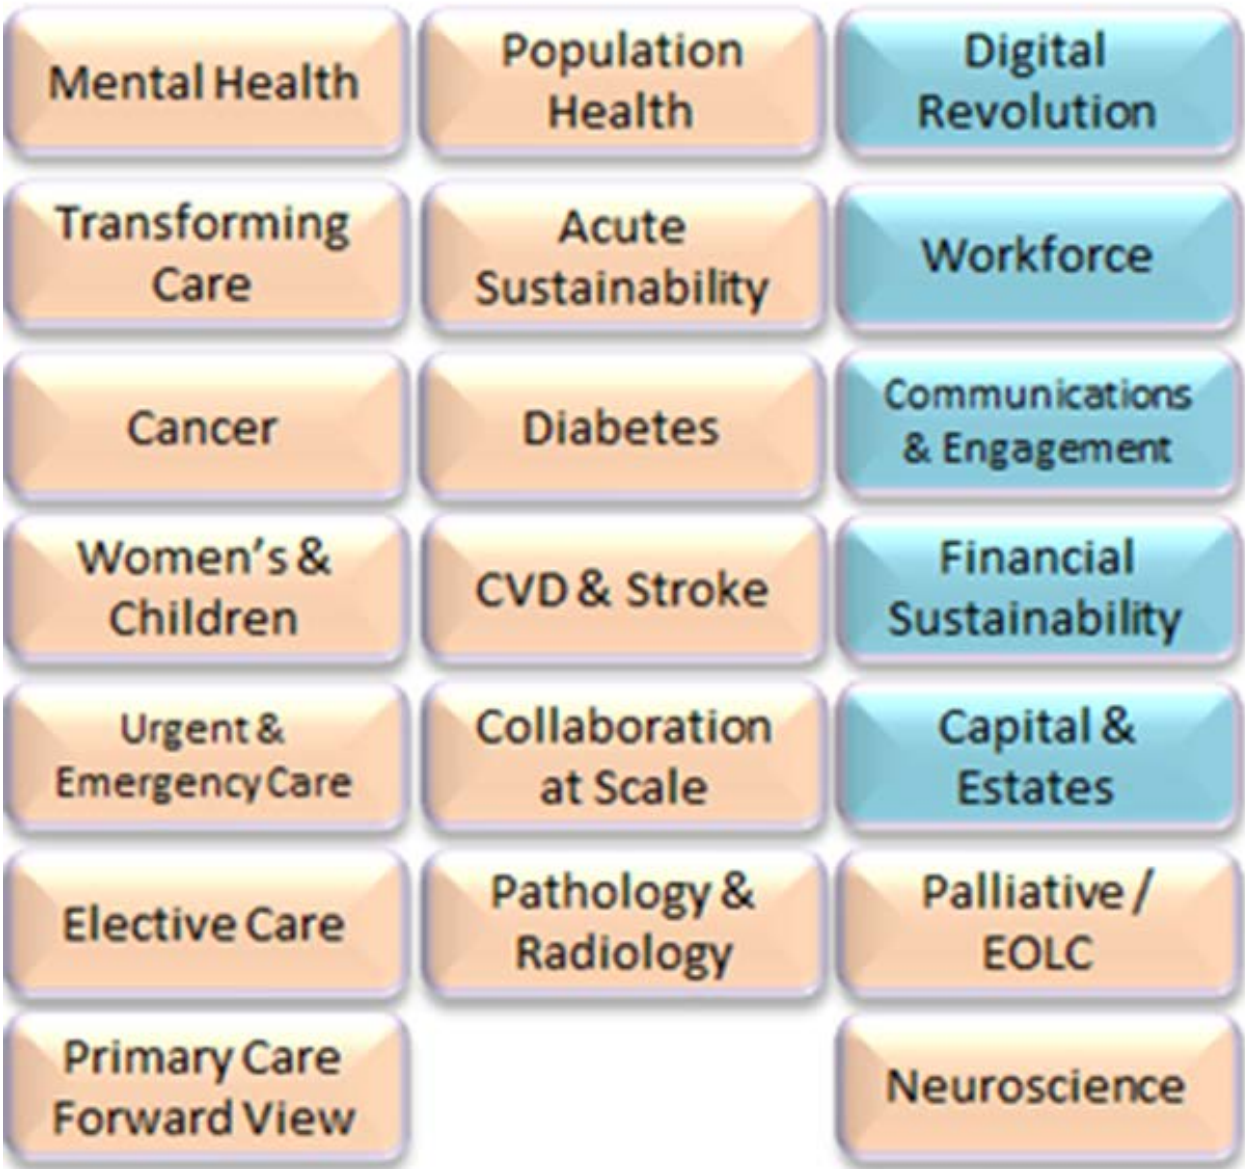 Mental Health
Population
Health
Digital
Revolution
Transforming
Care
Acute
Sustainability
Workforce
Cancer
Diabetes
Communications
& Engagement
Women’s &
Children
CVD & Stroke
Financial
Sustainability
Urgent &
Emergency Care
Collaboration
at Scale
Capital &
Estates
Elective Care
Pathology &
Radiology
Palliative /
EOLC
Primary Care
Forward View
Neuroscience